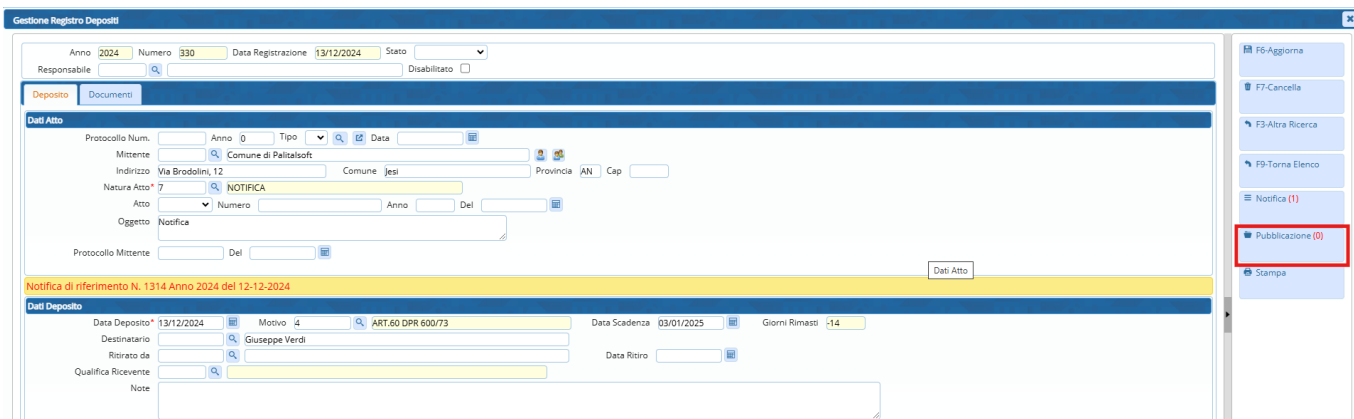 Gestione Registro Depositi
Anno 2024 Numero 330 Data Registrazione 13/12/2024 Stato
Responsabile Disabilitato
Deposito Documenti
Dati Atto
Protocollo Num. Anno 0 Tipo Data
Mittente Comune di Palitalsoft
Indirizzo Via Brodolini, 12 Comune Jesi Provincia AN Cap
Natura Atto* 7 NOTIFICA
Atto Numero Anno Del
Oggetto Notifica
Protocollo Mittente Del
Dati Atto
Notifica di riferimento N. 1314 Anno 2024 del 12-12-2024
Dati Deposito
Data Deposito* 13/12/2024 Motivo 4 ART.60 DPR 600/73 Data Scadenza 03/01/2025 Giorni Rimasti -14
Destinatario Giuseppe Verdi
Ritirato da Data Ritiro
Qualifica Ricevente
Note
F6-Aggiorna
F7-Cancella
F3-Altra Ricerca
F9-Torna Elenco
Notifica (1)
Pubblicazione (0)
Stampa